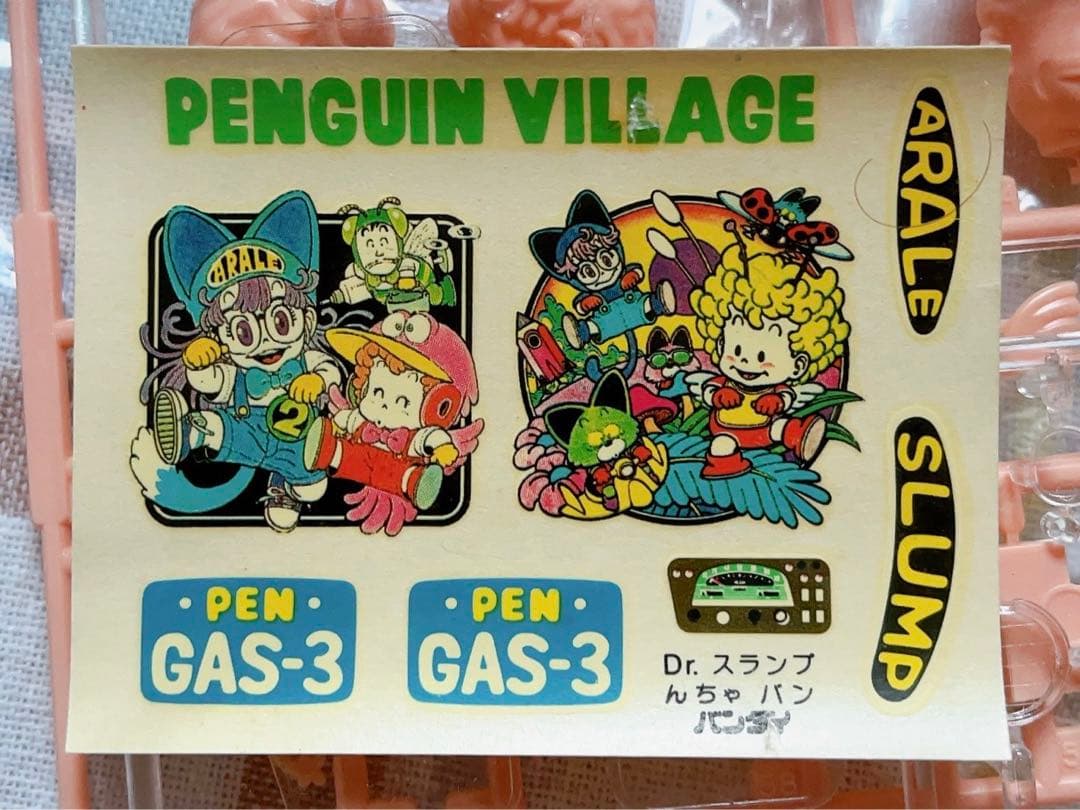 PENGUIN VILLAGE
ARALE
2
ARALE
SLUMP
· PEN ·
GAS-3
· PEN ·
GAS-3
Dr. スランプ
んちゃ バン
バンダイ